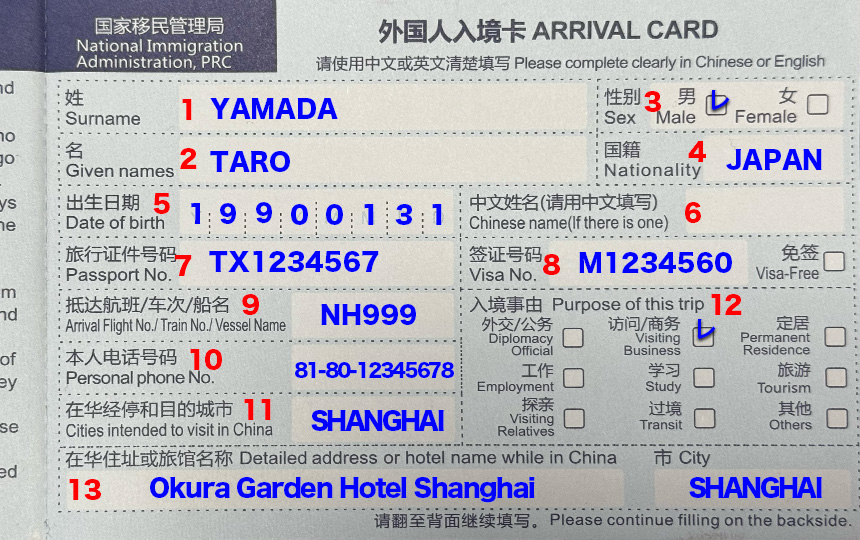 国家移民管理局
National Immigration
Administration, PRC
外国人入境卡 ARRIVAL CARD
请使用中文或英文清楚填写 Please complete clearly in Chinese or English
姓
Surname
1 YAMADA
性别
Sex
3
男
Male
女
Female
名
Given names
2 TARO
国籍
Nationality
4 JAPAN
出生日期
Date of birth
5
1 9 9 0 0 1 3 1
中文姓名(请用中文填写)
Chinese name(If there is one)
6
旅行证件号码
Passport No.
7 TX1234567
签证号码
Visa No.
8 M1234560
免签
Visa-Free
抵达航班/车次/船名
Arrival Flight No./ Train No./ Vessel Name
9
NH999
入境事由 Purpose of this trip 12
外交/公务
Diplomacy
Official
访问/商务
Visiting
Business
定居
Permanent
Residence
本人电话号码
Personal phone No.
10
81-80-12345678
工作
Employment
学习
Study
旅游
Tourism
在华经停和目的城市
Cities intended to visit in China
11
SHANGHAI
探亲
Visiting
Relatives
过境
Transit
其他
Others
在华住址或旅馆名称 Detailed address or hotel name while in China
13 Okura Garden Hotel Shanghai
市 City
SHANGHAI
请翻至背面继续填写。Please continue filling on the backside.
nd
no
go
ys
ne
m
nd
of
ey
se
ed